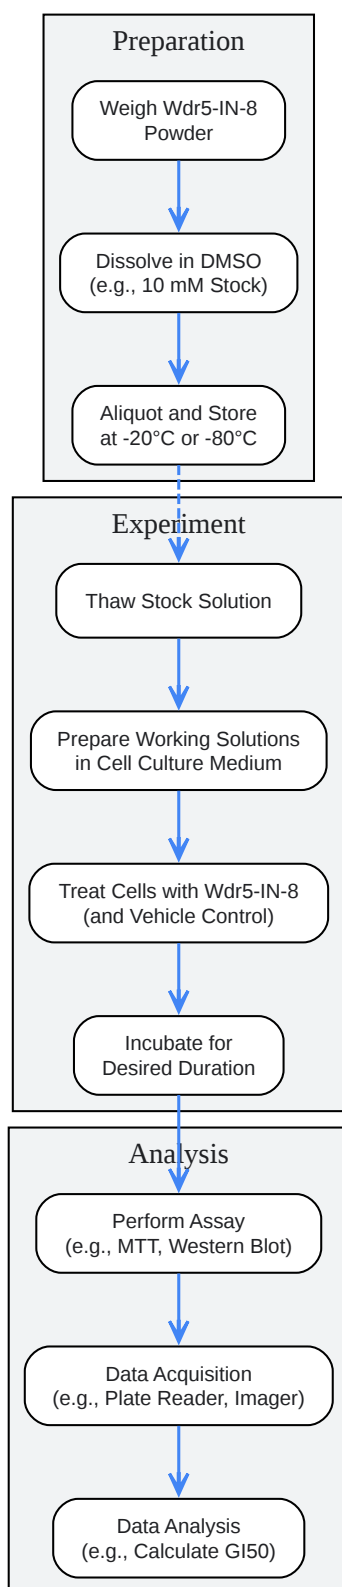 Preparation
Weigh Wdr5-IN-8
Powder
Dissolve in DMSO
(e.g., 10 mM Stock)
Aliquot and Store
at -20°C or -80°C
Experiment
Thaw Stock Solution
Prepare Working Solutions
in Cell Culture Medium
Treat Cells with Wdr5-IN-8
(and Vehicle Control)
Incubate for
Desired Duration
Analysis
Perform Assay
(e.g., MTT, Western Blot)
Data Acquisition
(e.g., Plate Reader, Imager)
Data Analysis
(e.g., Calculate GI50)